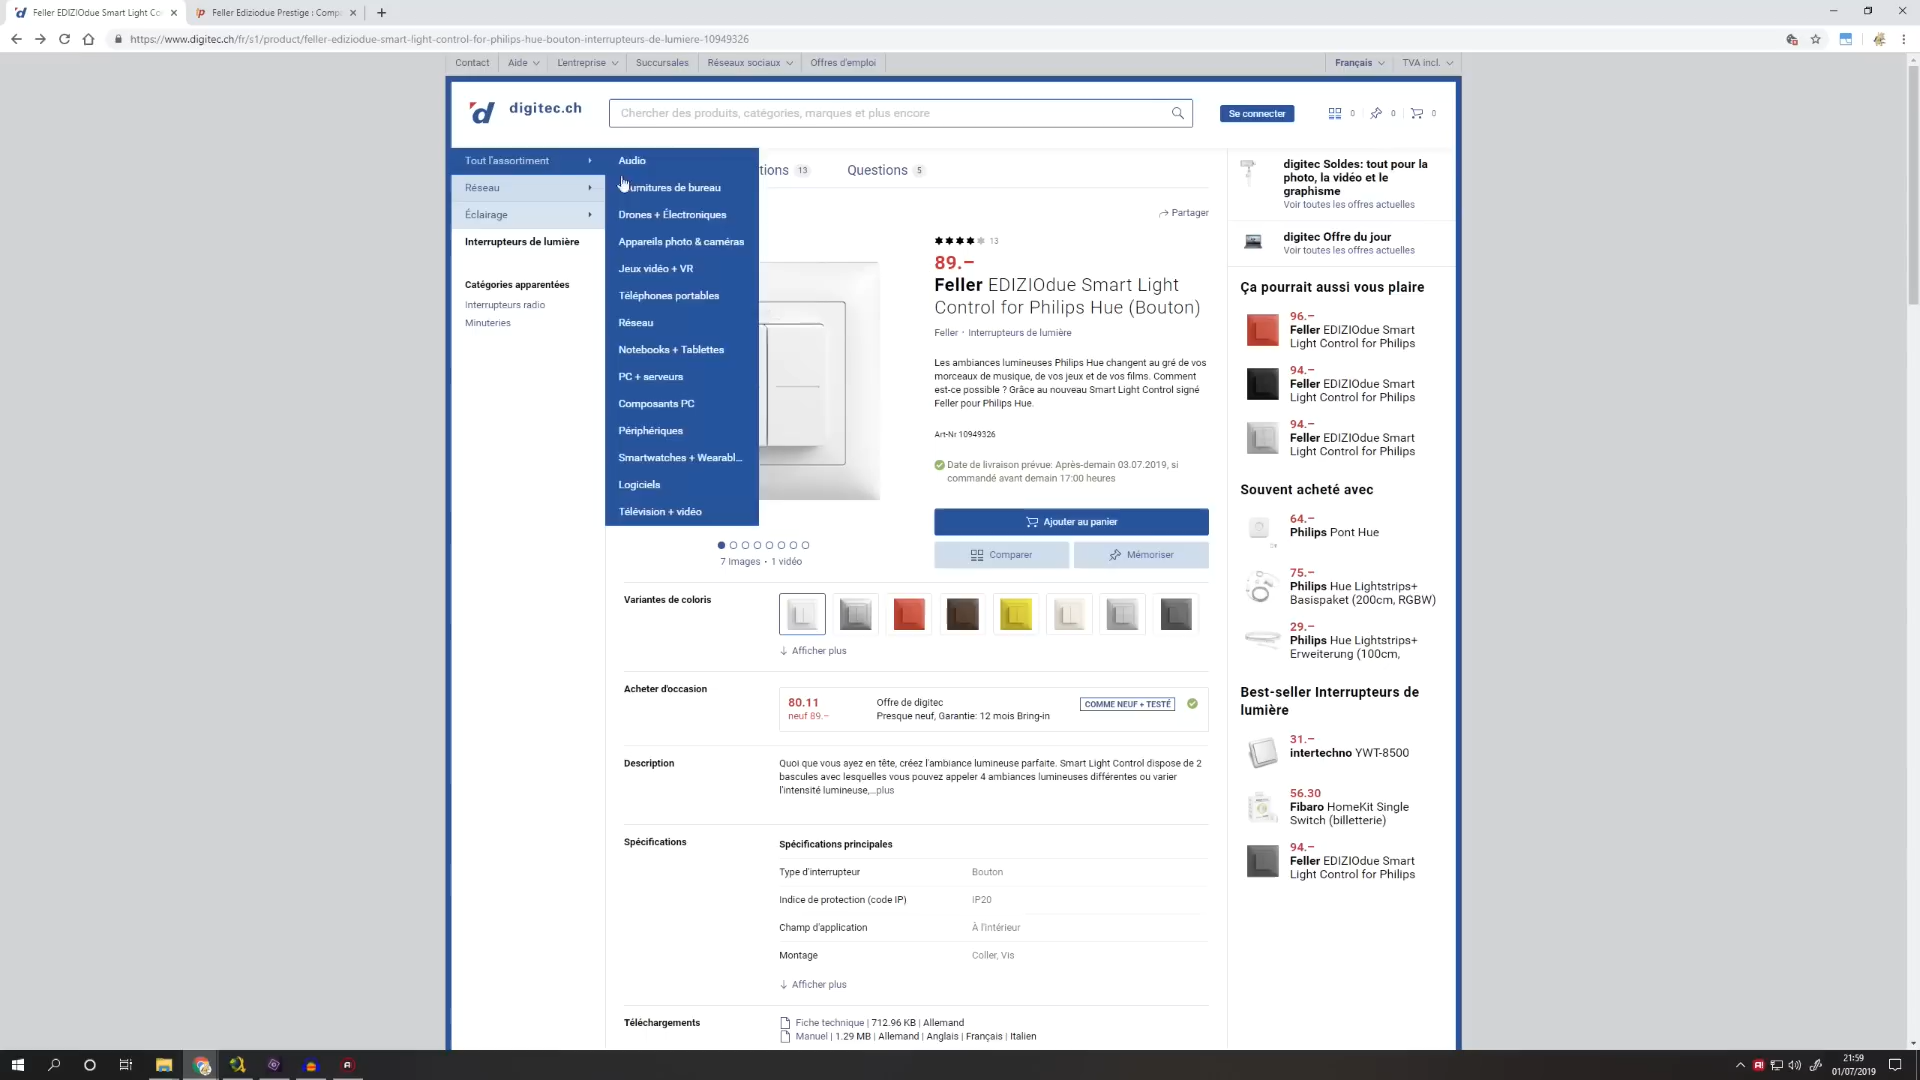 Feller EDIZIOdue Smart Light Co
Feller Ediziodue Prestige : Comp
https://www.digitec.ch/fr/s1/product/feller-ediziodue-smart-light-control-for-philips-hue-bouton-interrupteurs-de-lumiere-10949326
Contact Aide L'entreprise Succursales Réseaux sociaux Offres d'emploi Français TVA incl.
digitec.ch
Chercher des produits, catégories, marques et plus encore
Se connecter
0 0 0
Tout l'assortiment
Réseau
Éclairage
Interrupteurs de lumière
Catégories apparentées
Interrupteurs radio
Minuteries
Audio
Fournitures de bureau
Drones + Électroniques
Appareils photo & caméras
Jeux vidéo + VR
Téléphones portables
Réseau
Notebooks + Tablettes
PC + serveurs
Composants PC
Périphériques
Smartwatches + Wearabl...
Logiciels
Télévision + vidéo
tions 13
Questions 5
Partager
13
89.–
Feller EDIZIOdue Smart Light
Control for Philips Hue (Bouton)
Feller · Interrupteurs de lumière
Les ambiances lumineuses Philips Hue changent au gré de vos
morceaux de musique, de vos jeux et de vos films. Comment
est-ce possible ? Grâce au nouveau Smart Light Control signé
Feller pour Philips Hue.
Art-Nr 10949326
Date de livraison prévue: Après-demain 03.07.2019, si
commandé avant demain 17:00 heures
Ajouter au panier
Comparer
Mémoriser
7 Images · 1 vidéo
Variantes de coloris
Afficher plus
Acheter d'occasion
80.11
neuf 89.–
Offre de digitec
Presque neuf, Garantie: 12 mois Bring-in
COMME NEUF + TESTÉ
Description
Quoi que vous ayez en tête, créez l'ambiance lumineuse parfaite. Smart Light Control dispose de 2
bascules avec lesquelles vous pouvez appeler 4 ambiances lumineuses différentes ou varier
l'intensité lumineuse,...plus
Spécifications
Spécifications principales
Type d'interrupteur Bouton
Indice de protection (code IP) IP20
Champ d'application À l'intérieur
Montage Coller, Vis
Afficher plus
Téléchargements
Fiche technique | 712.96 KB | Allemand
Manuel | 1.29 MB | Allemand | Anglais | Français | Italien
digitec Soldes: tout pour la
photo, la vidéo et le
graphisme
Voir toutes les offres actuelles
digitec Offre du jour
Voir toutes les offres actuelles
Ça pourrait aussi vous plaire
96.–
Feller EDIZIOdue Smart
Light Control for Philips
94.–
Feller EDIZIOdue Smart
Light Control for Philips
94.–
Feller EDIZIOdue Smart
Light Control for Philips
Souvent acheté avec
64.–
Philips Pont Hue
75.–
Philips Hue Lightstrips+
Basispaket (200cm, RGBW)
29.–
Philips Hue Lightstrips+
Erweiterung (100cm,
Best-seller Interrupteurs de
lumière
31.–
intertechno YWT-8500
56.30
Fibaro HomeKit Single
Switch (billetterie)
94.–
Feller EDIZIOdue Smart
Light Control for Philips
21:59
01/07/2019